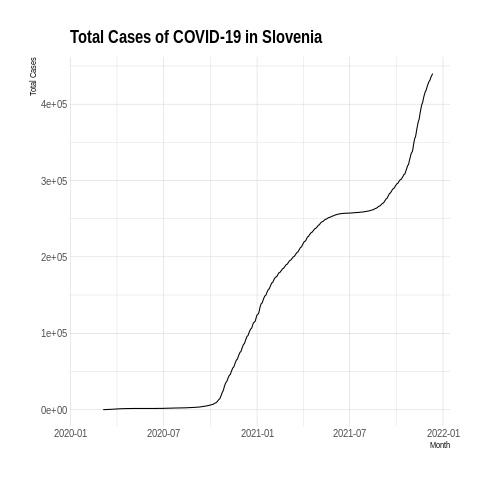 Total Cases of COVID-19 in Slovenia
Total Cases
4e+05
3e+05
2e+05
1e+05
0e+00
2020-01 2020-07 2021-01 2021-07 2022-01
Month